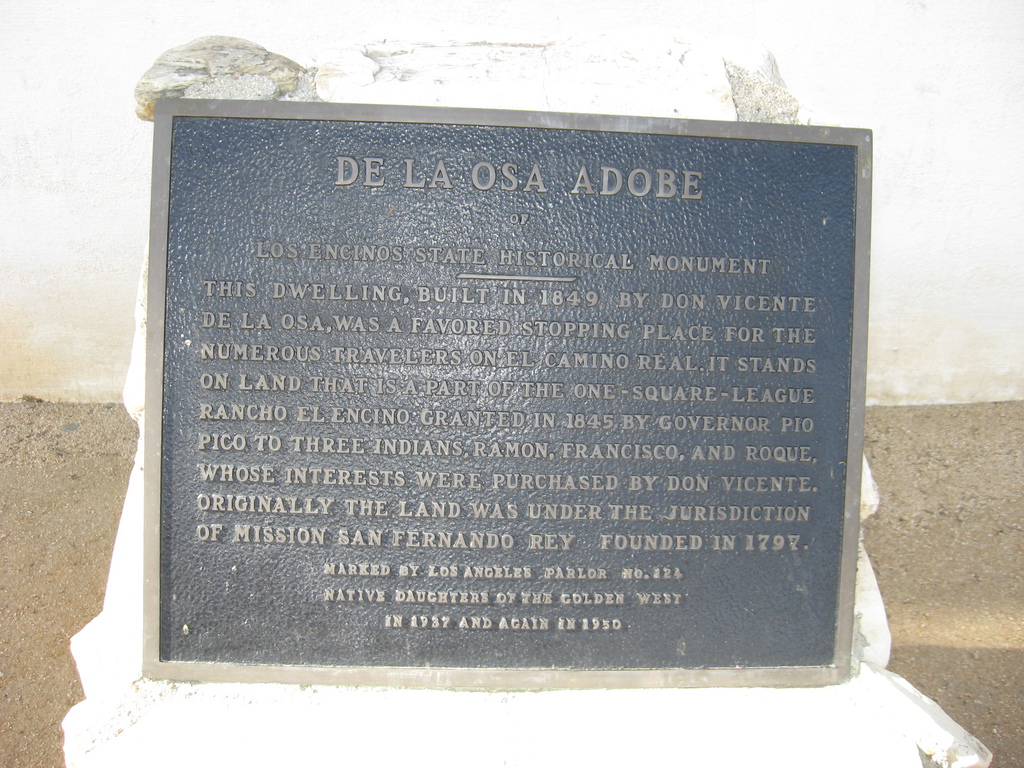 DE LA OSA ADOBE
OF
LOS ENCINOS STATE HISTORICAL MONUMENT
THIS DWELLING, BUILT IN 1849 BY DON VICENTE
DE LA OSA, WAS A FAVORED STOPPING PLACE FOR THE
NUMEROUS TRAVELERS ON EL CAMINO REAL. IT STANDS
ON LAND THAT IS A PART OF THE ONE-SQUARE-LEAGUE
RANCHO EL ENCINO GRANTED IN 1845 BY GOVERNOR PIO
PICO TO THREE INDIANS, RAMON, FRANCISCO, AND ROQUE,
WHOSE INTERESTS WERE PURCHASED BY DON VICENTE.
ORIGINALLY THE LAND WAS UNDER THE JURISDICTION
OF MISSION SAN FERNANDO REY FOUNDED IN 1797.
MARKED BY LOS ANGELES PARLOR NO. 124
NATIVE DAUGHTERS OF THE GOLDEN WEST
IN 1937 AND AGAIN IN 1950